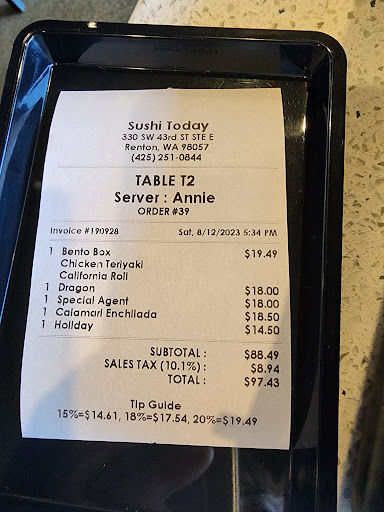 Sushi Today
330 SW 43rd ST STE E
Renton, WA 98057
(425) 251-0844
TABLE T2
Server : Annie
ORDER #39
Invoice #190928 Sat, 8/12/2023 5:34 PM
1 Bento Box $19.49
Chicken Teriyaki
California Roll
1 Dragon $18.00
1 Special Agent $18.00
1 Calamari Enchilada $18.50
1 Holiday $14.50
SUBTOTAL : $88.49
SALES TAX (10.1%) : $8.94
TOTAL : $97.43
Tip Guide
15%=$14.61, 18%=$17.54, 20%=$19.49